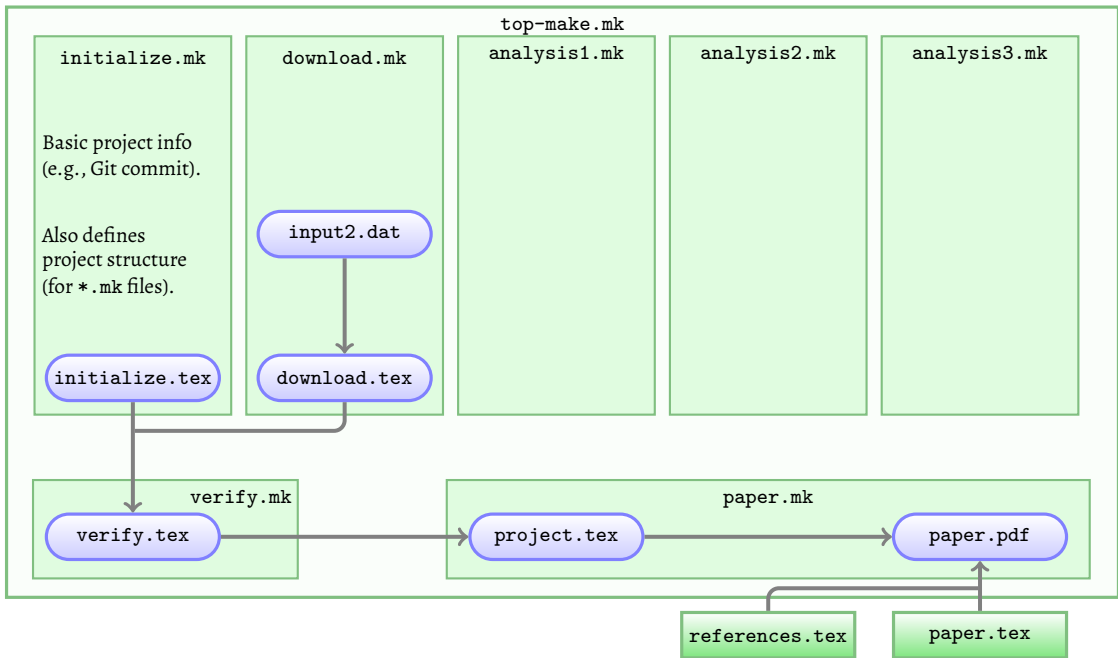 top-make.mk
initialize.mk
download.mk
analysis1.mk
analysis2.mk
analysis3.mk
Basic project info
(e.g., Git commit).
Also defines
project structure
(for *.mk files).
input2.dat
initialize.tex
download.tex
verify.mk
paper.mk
verify.tex
project.tex
paper.pdf
references.tex
paper.tex